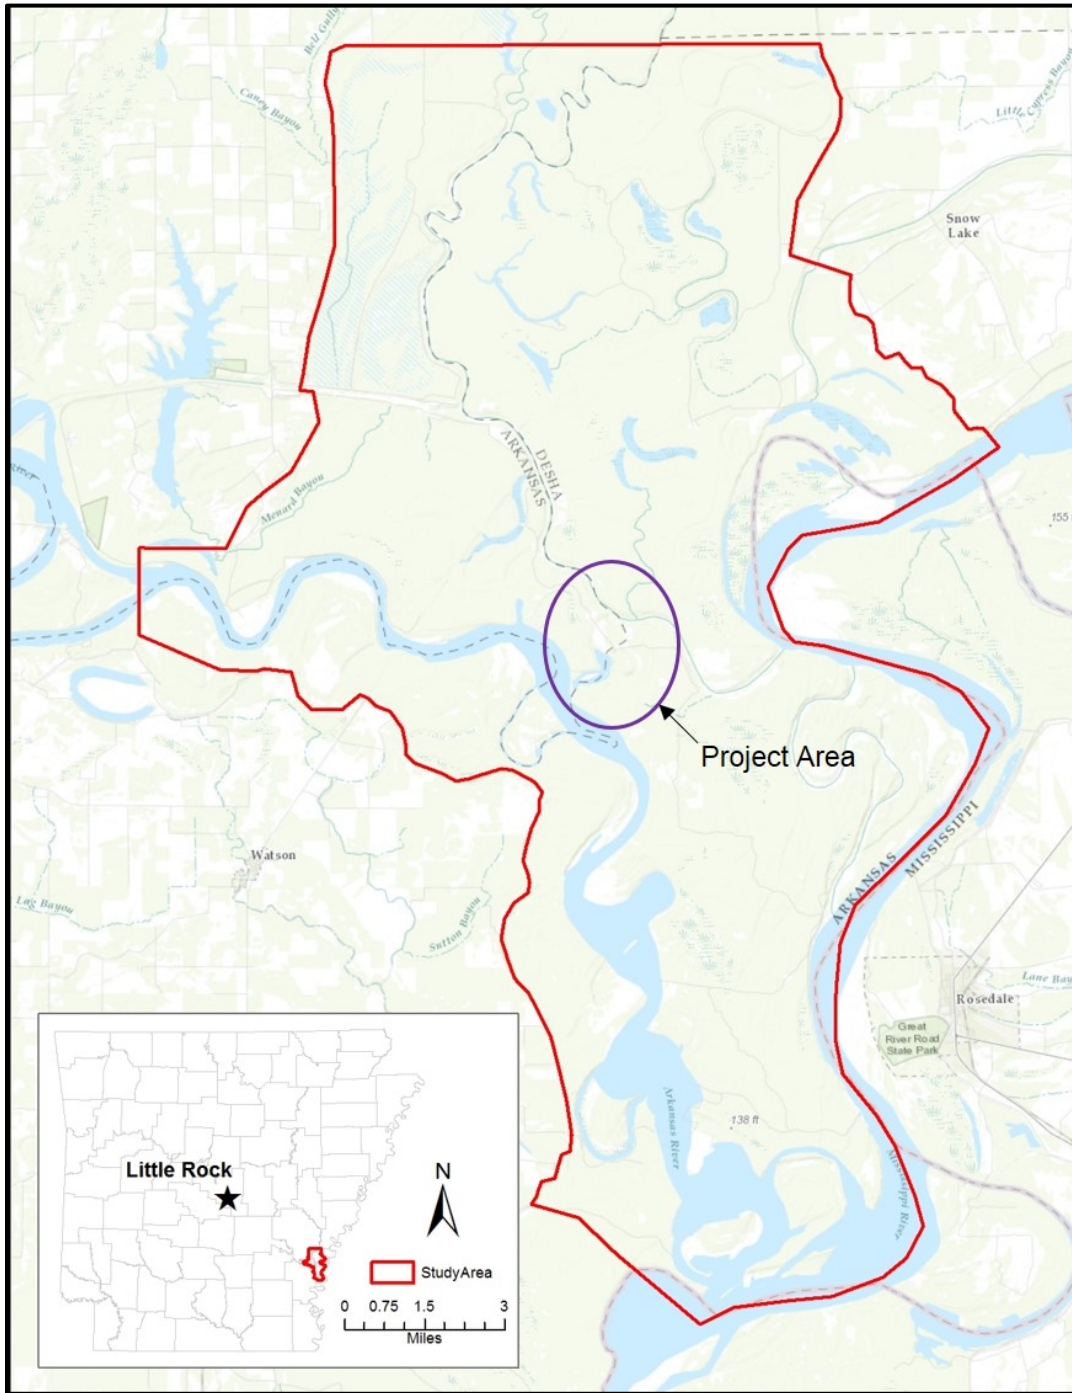 Bell Gully
Caney Bayou
Little Cypress Bayou
Snow
Lake
River
Menard Bayou
DESHA
ARKANSAS
155
Project Area
Watson
ARKANSAS
MISSISSIPPI
Log Bayou
Sutton Bayou
Lane Bay
Rosedale
Great
River Road
State Park
Arkansas River
138 ft
Mississippi River
Little Rock
N
StudyArea
0 0.75 1.5 3
Miles